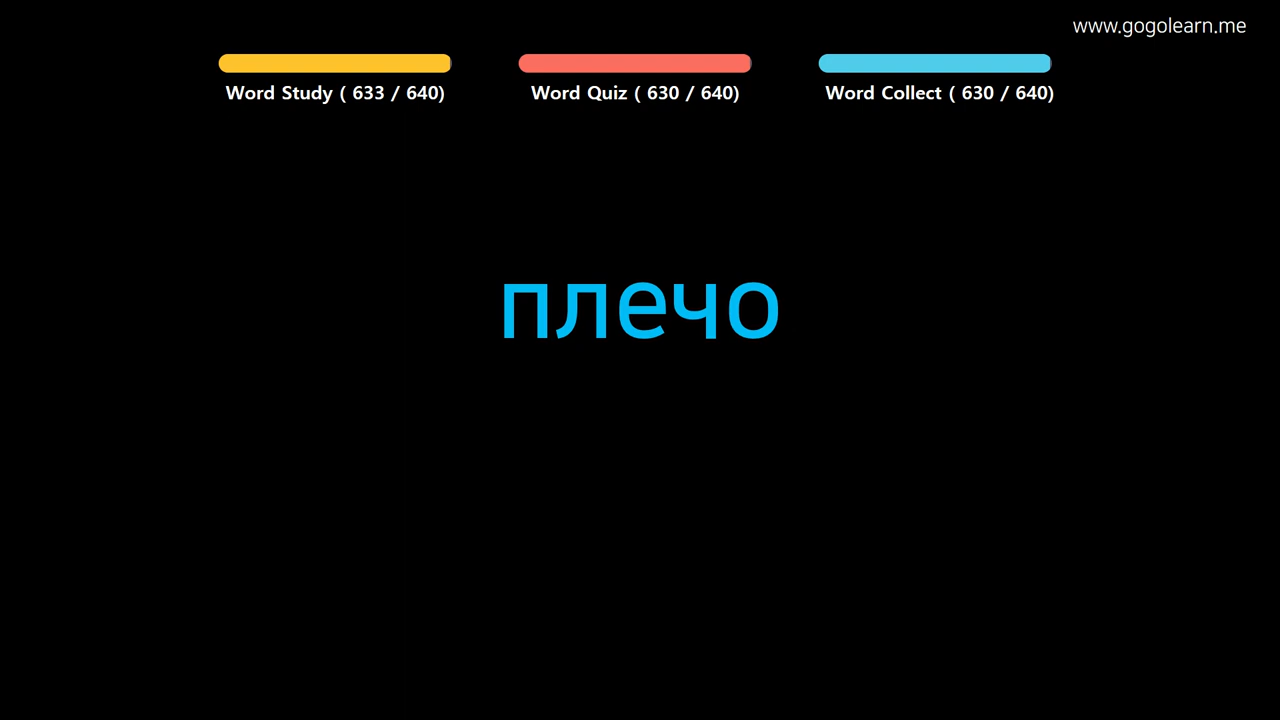 www.gogolearn.me
Word Study ( 633 / 640)
Word Quiz ( 630 / 640)
Word Collect ( 630 / 640)
плечо